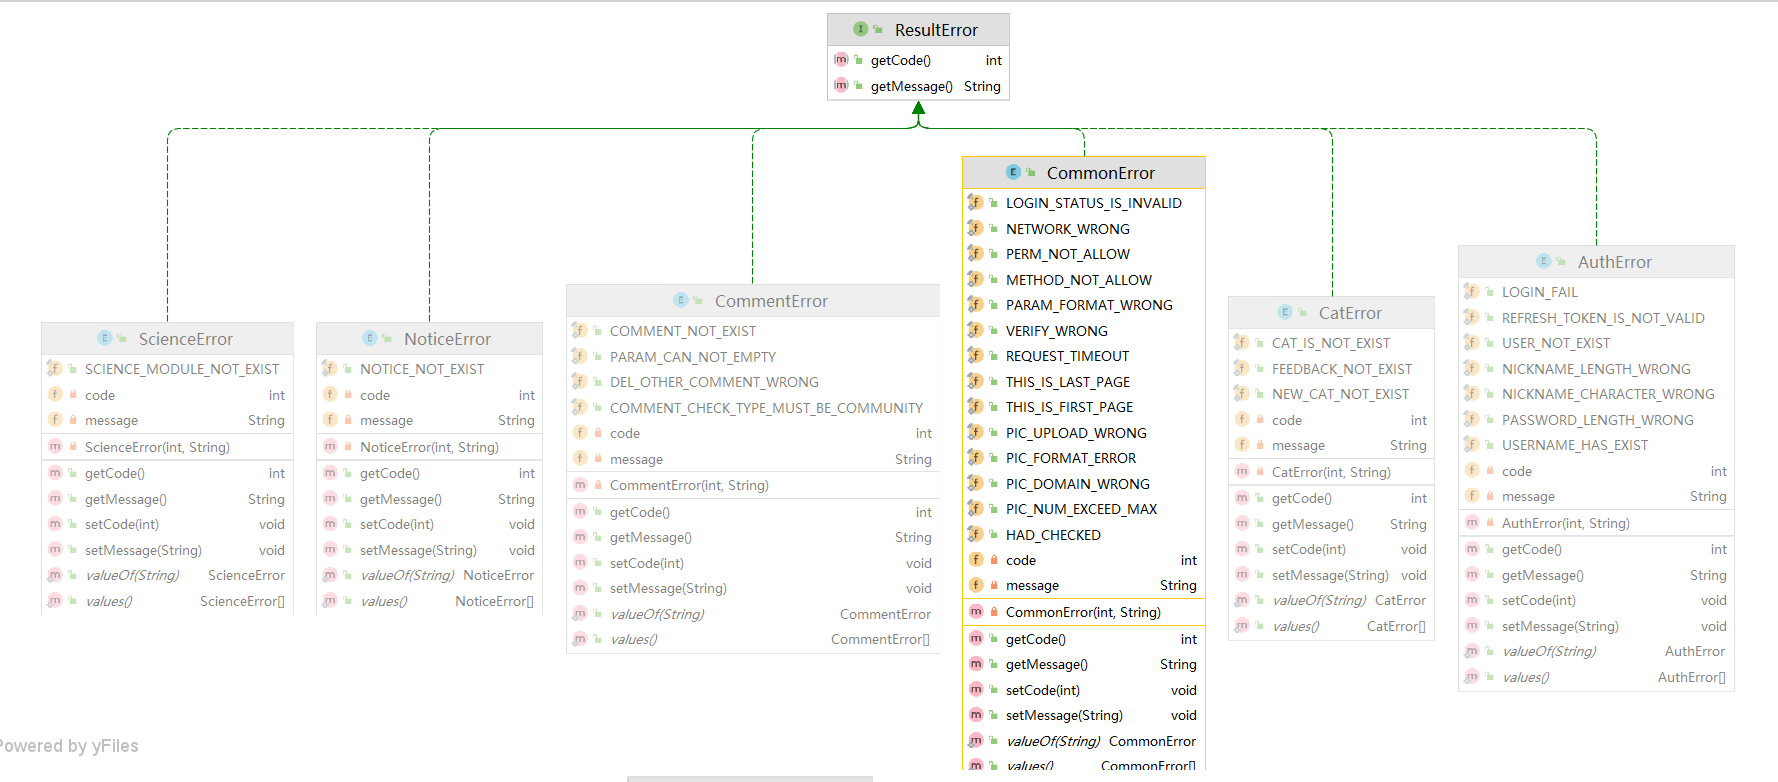 ResultError
getCode() int
getMessage() String
ScienceError
SCIENCE_MODULE_NOT_EXIST
code int
message String
ScienceError(int, String)
getCode() int
getMessage() String
setCode(int) void
setMessage(String) void
valueOf(String) ScienceError
values() ScienceError[]
NoticeError
NOTICE_NOT_EXIST
code int
message String
NoticeError(int, String)
getCode() int
getMessage() String
setCode(int) void
setMessage(String) void
valueOf(String) NoticeError
values() NoticeError[]
CommentError
COMMENT_NOT_EXIST
PARAM_CAN_NOT_EMPTY
DEL_OTHER_COMMENT_WRONG
COMMENT_CHECK_TYPE_MUST_BE_COMMUNITY
code int
message String
CommentError(int, String)
getCode() int
getMessage() String
setCode(int) void
setMessage(String) void
valueOf(String) CommentError
values() CommentError[]
CommonError
LOGIN_STATUS_IS_INVALID
NETWORK_WRONG
PERM_NOT_ALLOW
METHOD_NOT_ALLOW
PARAM_FORMAT_WRONG
VERIFY_WRONG
REQUEST_TIMEOUT
THIS_IS_LAST_PAGE
THIS_IS_FIRST_PAGE
PIC_UPLOAD_WRONG
PIC_FORMAT_ERROR
PIC_DOMAIN_WRONG
PIC_NUM_EXCEED_MAX
HAD_CHECKED
code int
message String
CommonError(int, String)
getCode() int
getMessage() String
setCode(int) void
setMessage(String) void
valueOf(String) CommonError
values() CommonError[]
CatError
CAT_IS_NOT_EXIST
FEEDBACK_NOT_EXIST
NEW_CAT_NOT_EXIST
code int
message String
CatError(int, String)
getCode() int
getMessage() String
setCode(int) void
setMessage(String) void
valueOf(String) CatError
values() CatError[]
AuthError
LOGIN_FAIL
REFRESH_TOKEN_IS_NOT_VALID
USER_NOT_EXIST
NICKNAME_LENGTH_WRONG
NICKNAME_CHARACTER_WRONG
PASSWORD_LENGTH_WRONG
USERNAME_HAS_EXIST
code int
message String
AuthError(int, String)
getCode() int
getMessage() String
setCode(int) void
setMessage(String) void
valueOf(String) AuthError
values() AuthError[]
Powered by yFiles